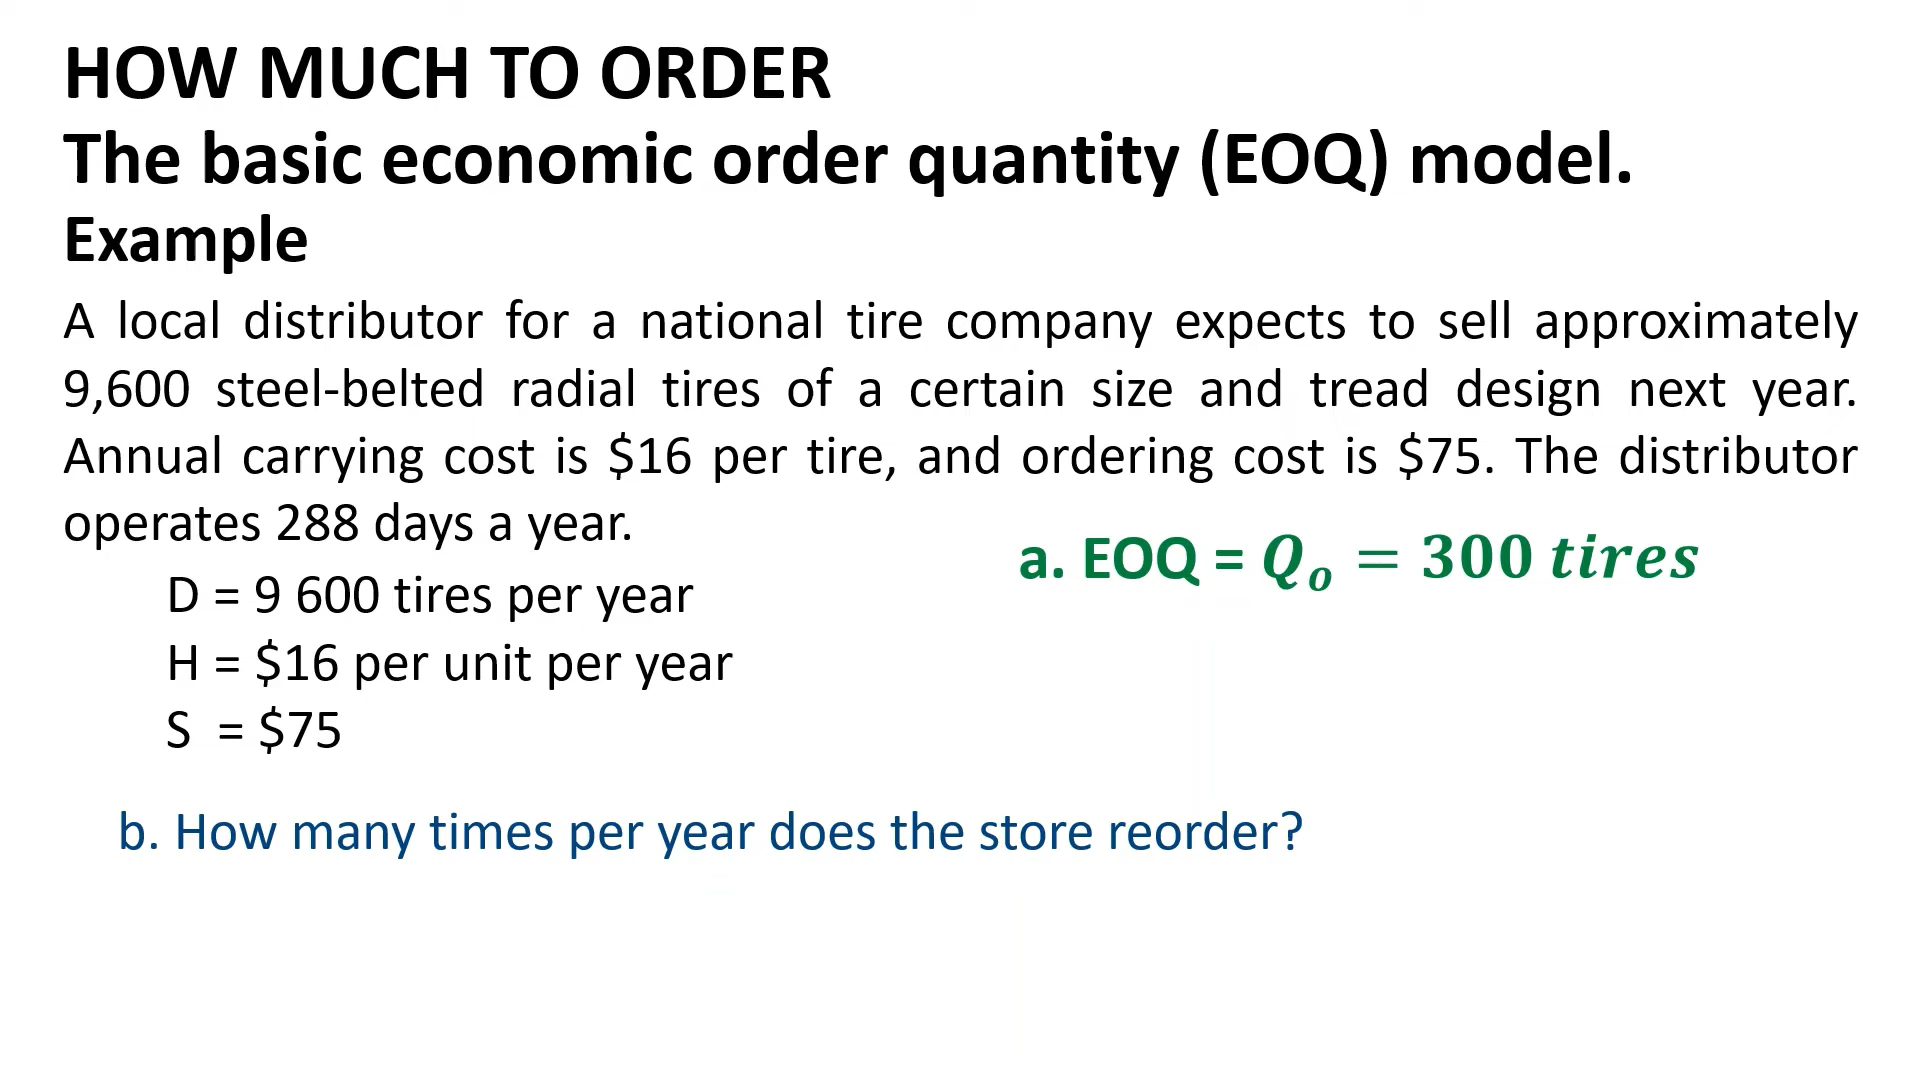 HOW MUCH TO ORDER
The basic economic order quantity (EOQ) model.
Example
A local distributor for a national tire company expects to sell approximately
9,600 steel-belted radial tires of a certain size and tread design next year.
Annual carrying cost is $16 per tire, and ordering cost is $75. The distributor
operates 288 days a year.
a. EOQ = Qₒ = 300 tires
D = 9 600 tires per year
H = $16 per unit per year
S = $75
b. How many times per year does the store reorder?